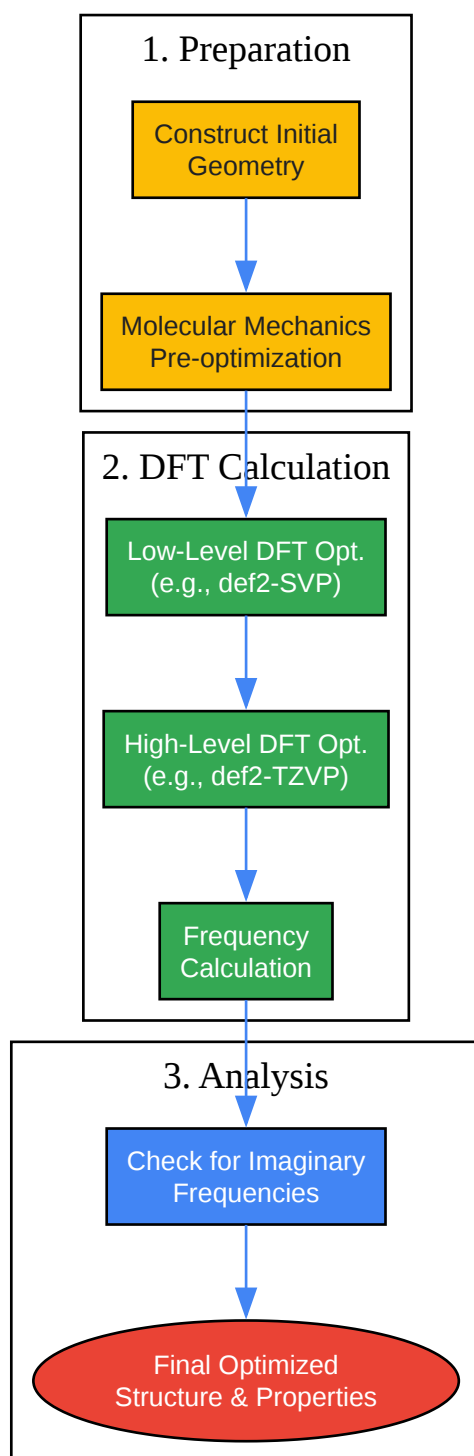 1. Preparation
Construct Initial
Geometry
Molecular Mechanics
Pre-optimization
2. DFT Calculation
Low-Level DFT Opt.
(e.g., def2-SVP)
High-Level DFT Opt.
(e.g., def2-TZVP)
Frequency
Calculation
3. Analysis
Check for Imaginary
Frequencies
Final Optimized
Structure & Properties